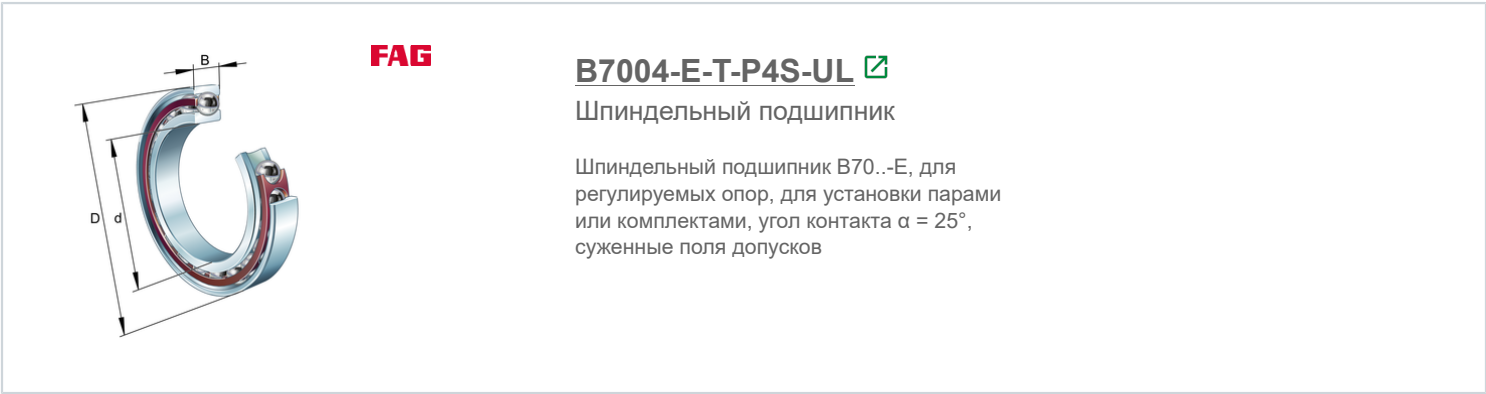 B
D
d
FAG
B7004-E-T-P4S-UL
Шпиндельный подшипник
Шпиндельный подшипник B70..-E, для
регулируемых опор, для установки парами
или комплектами, угол контакта α = 25°,
суженные поля допусков